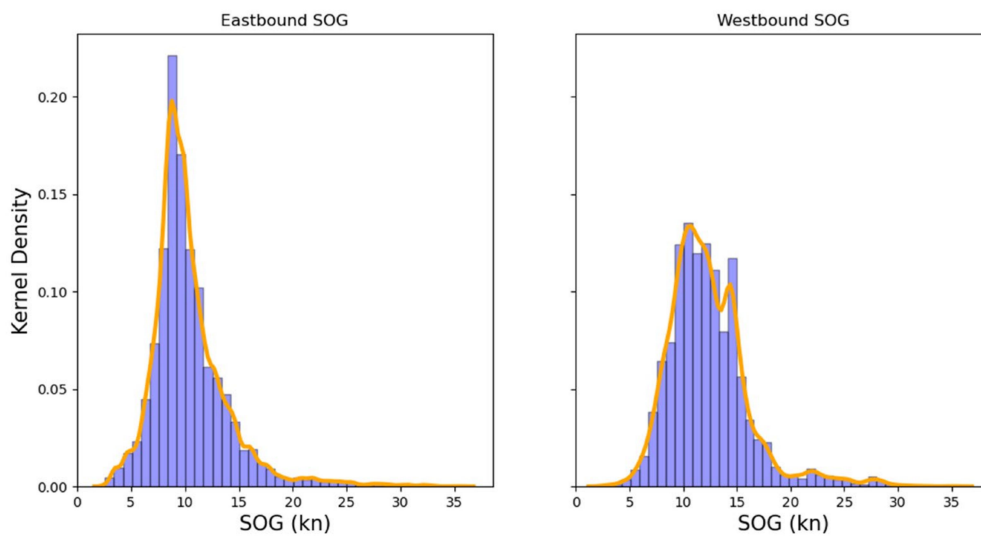 Eastbound SOG
Kernel Density
0.20
0.15
0.10
0.05
0.00
0 5 10 15 20 25 30 35
SOG (kn)
Westbound SOG
0 5 10 15 20 25 30 35
SOG (kn)